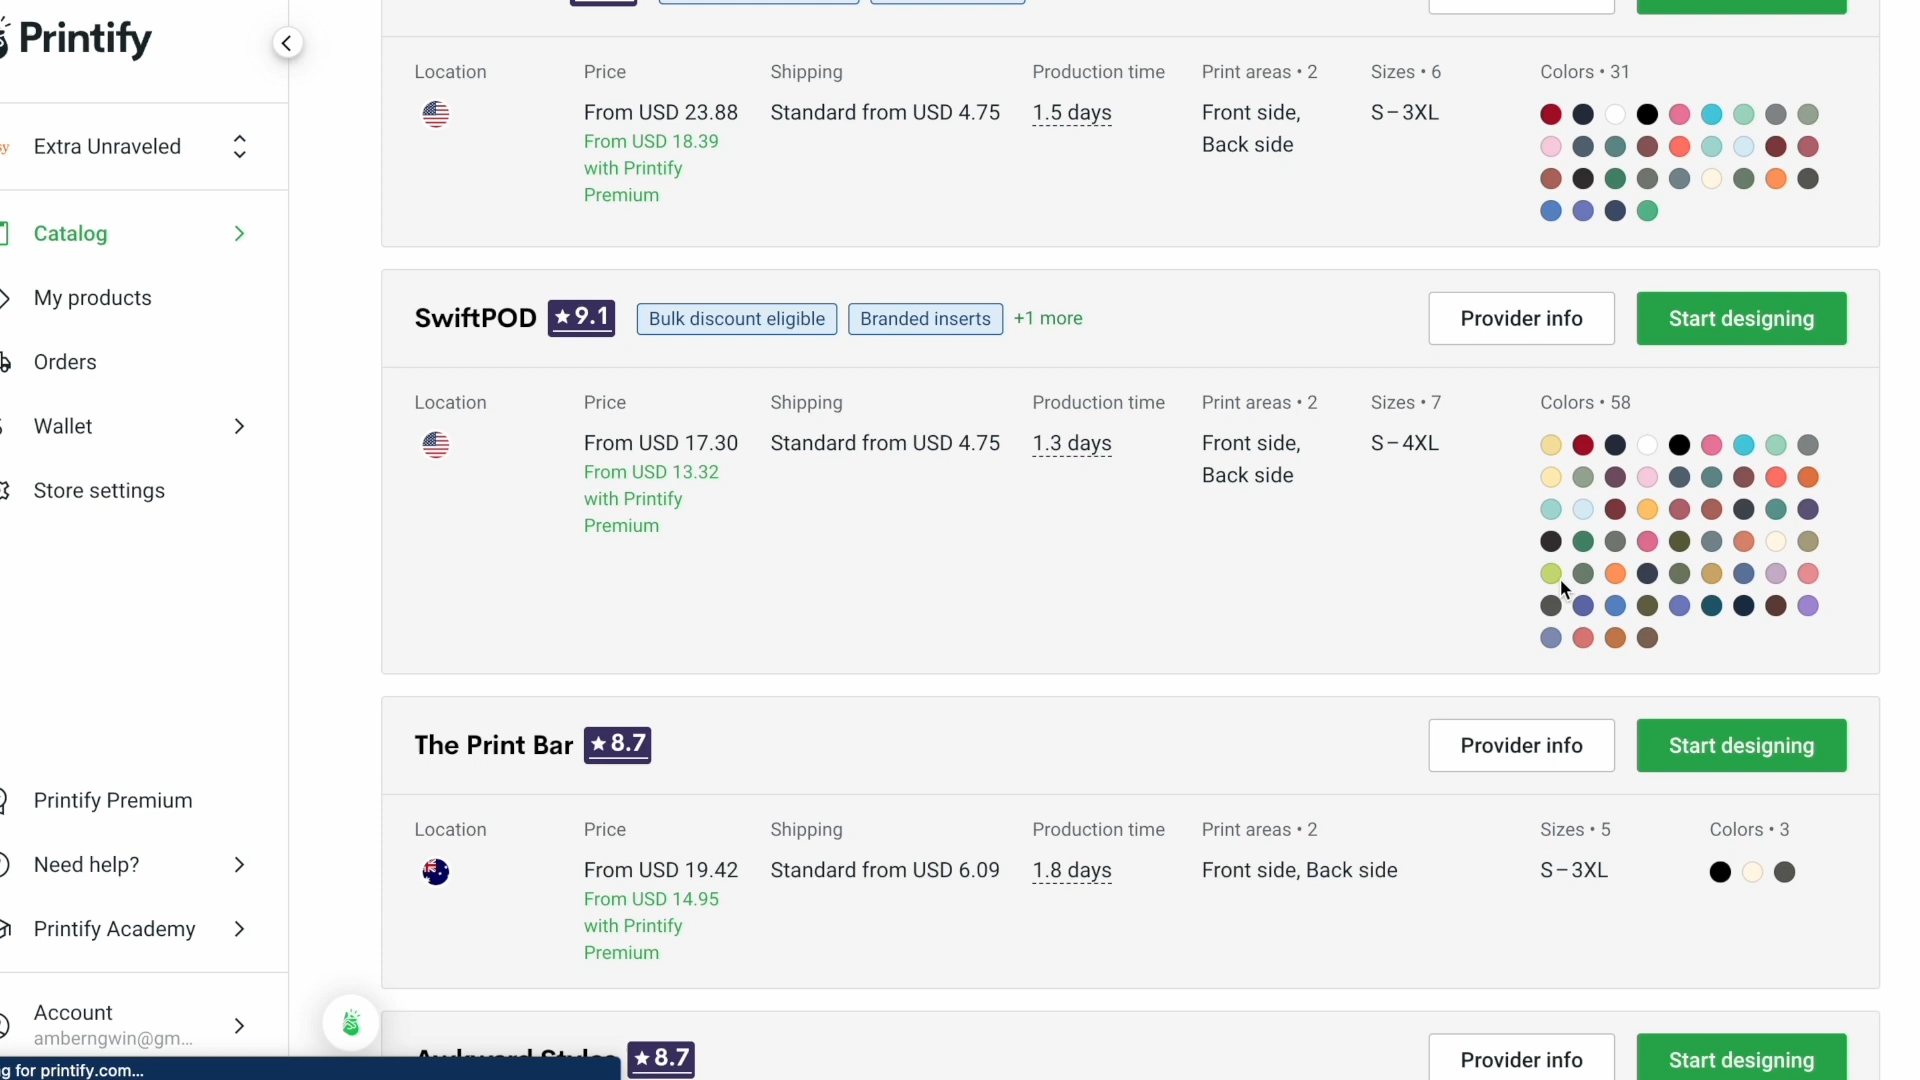 Printify
Extra Unraveled
Catalog
My products
Orders
Wallet
Store settings
Printify Premium
Need help?
Printify Academy
Account
amberngwin@gm...
g for printify.com...
Location
Price
Shipping
Production time
Print areas • 2
Sizes • 6
Colors • 31
From USD 23.88
Standard from USD 4.75
1.5 days
Front side,
S–3XL
From USD 18.39
Back side
with Printify
Premium
SwiftPOD ★ 9.1 Bulk discount eligible Branded inserts +1 more Provider info Start designing
Location
Price
Shipping
Production time
Print areas • 2
Sizes • 7
Colors • 58
From USD 17.30
Standard from USD 4.75
1.3 days
Front side,
S–4XL
From USD 13.32
Back side
with Printify
Premium
The Print Bar ★ 8.7 Provider info Start designing
Location
Price
Shipping
Production time
Print areas • 2
Sizes • 5
Colors • 3
From USD 19.42
Standard from USD 6.09
1.8 days
Front side, Back side
S–3XL
From USD 14.95
with Printify
Premium
Awkward Styles ★ 8.7 Provider info Start designing